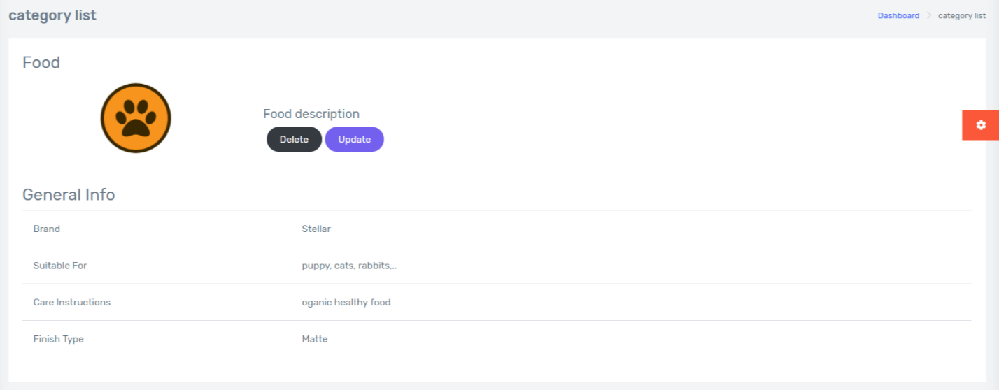 category list
Dashboard > category list
Food
Food description
Delete Update
General Info
Brand Stellar
Suitable For puppy, cats, rabbits,..
Care Instructions oganic healthy food
Finish Type Matte